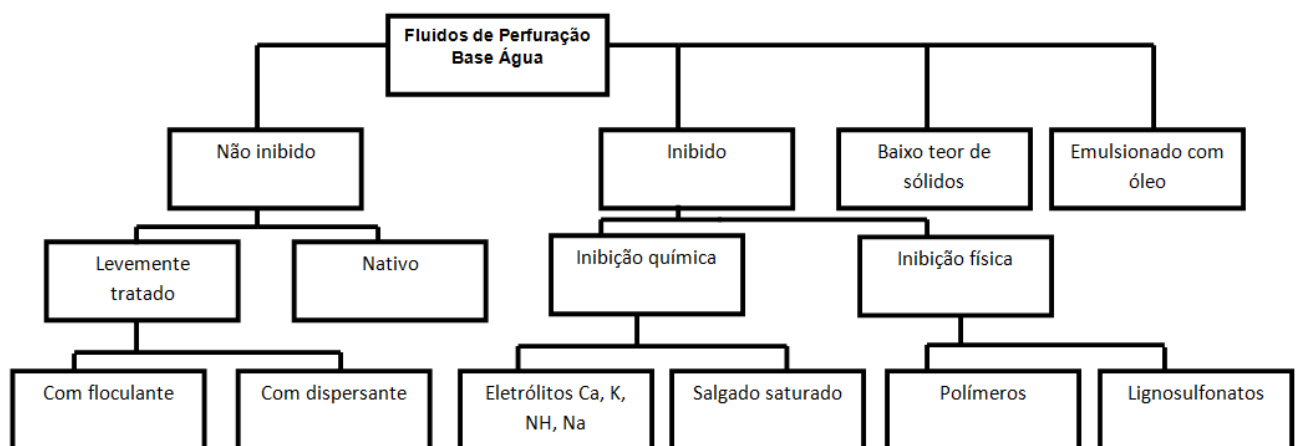 Fluidos de Perfuração
Base Água
Não inibido
Inibido
Baixo teor de
sólidos
Emulsionado com
óleo
Levemente
tratado
Nativo
Inibição química
Inibição física
Com floculante
Com dispersante
Eletrólitos Ca, K,
NH, Na
Salgado saturado
Polímeros
Lignosulfonatos